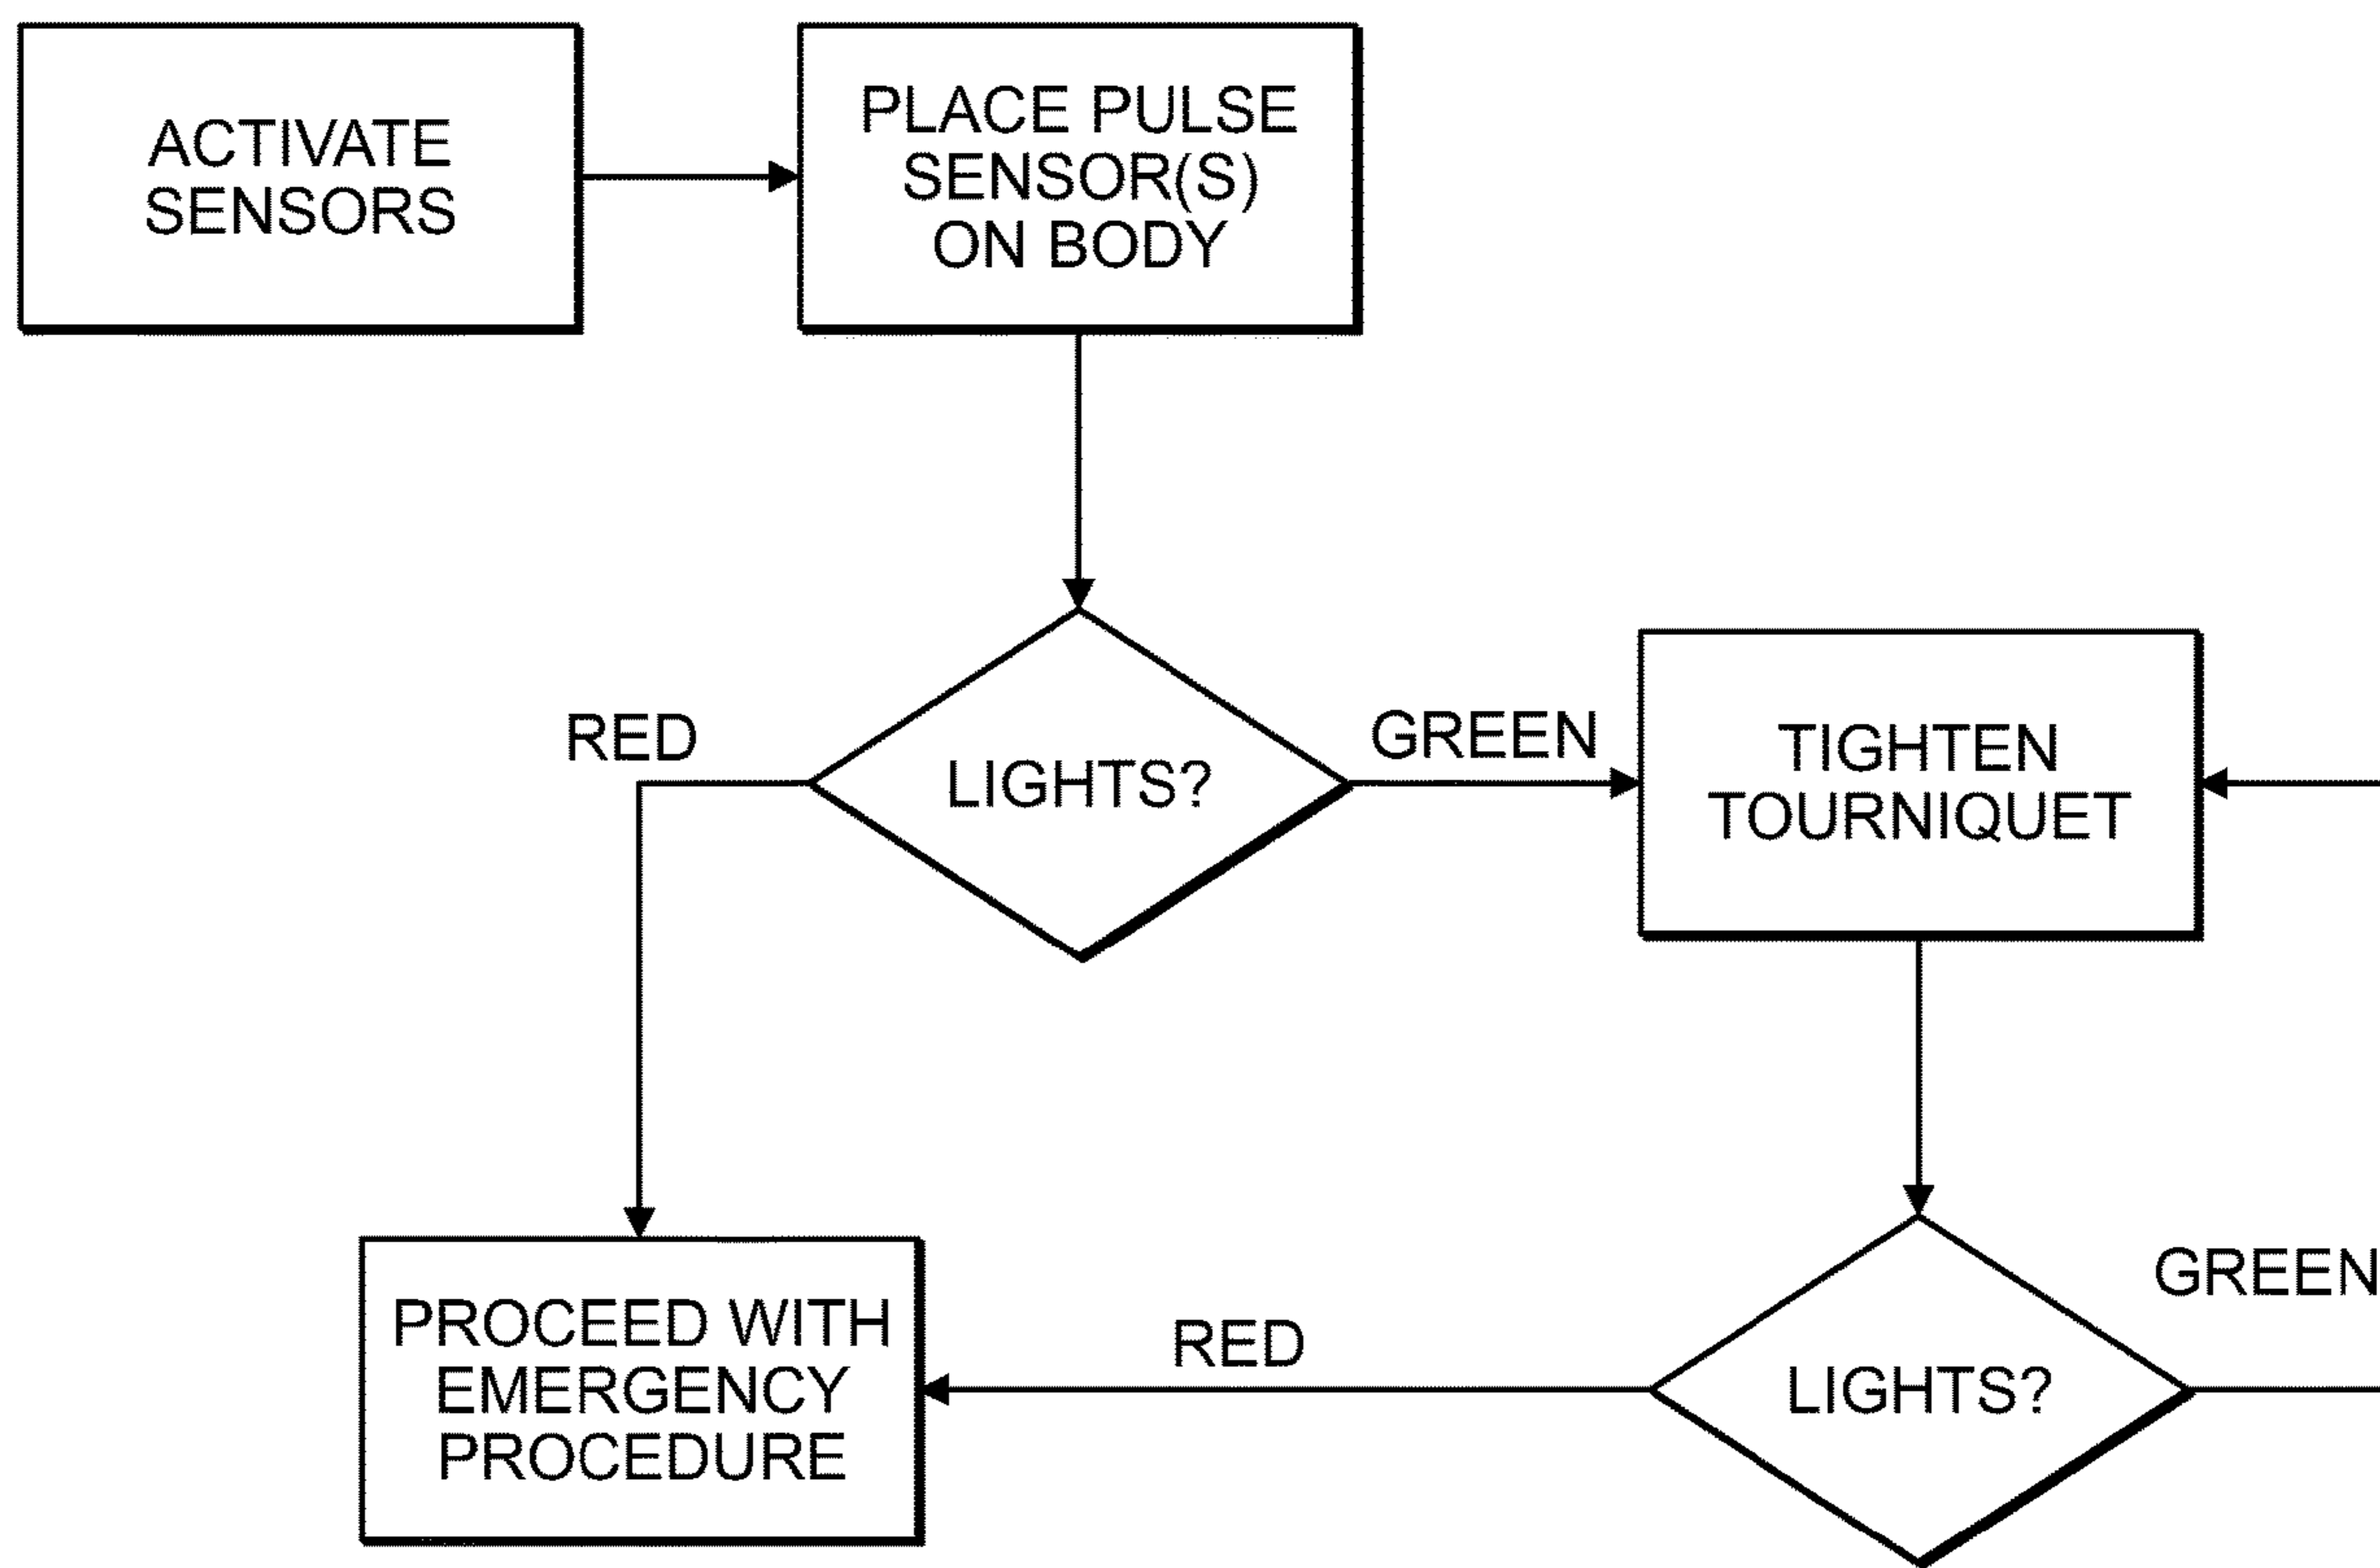 ACTIVATE
SENSORS
PLACE PULSE
SENSOR(S)
ON BODY
RED
LIGHTS?
GREEN
TIGHTEN
TOURNIQUET
PROCEED WITH
EMERGENCY
PROCEDURE
RED
LIGHTS?
GREEN